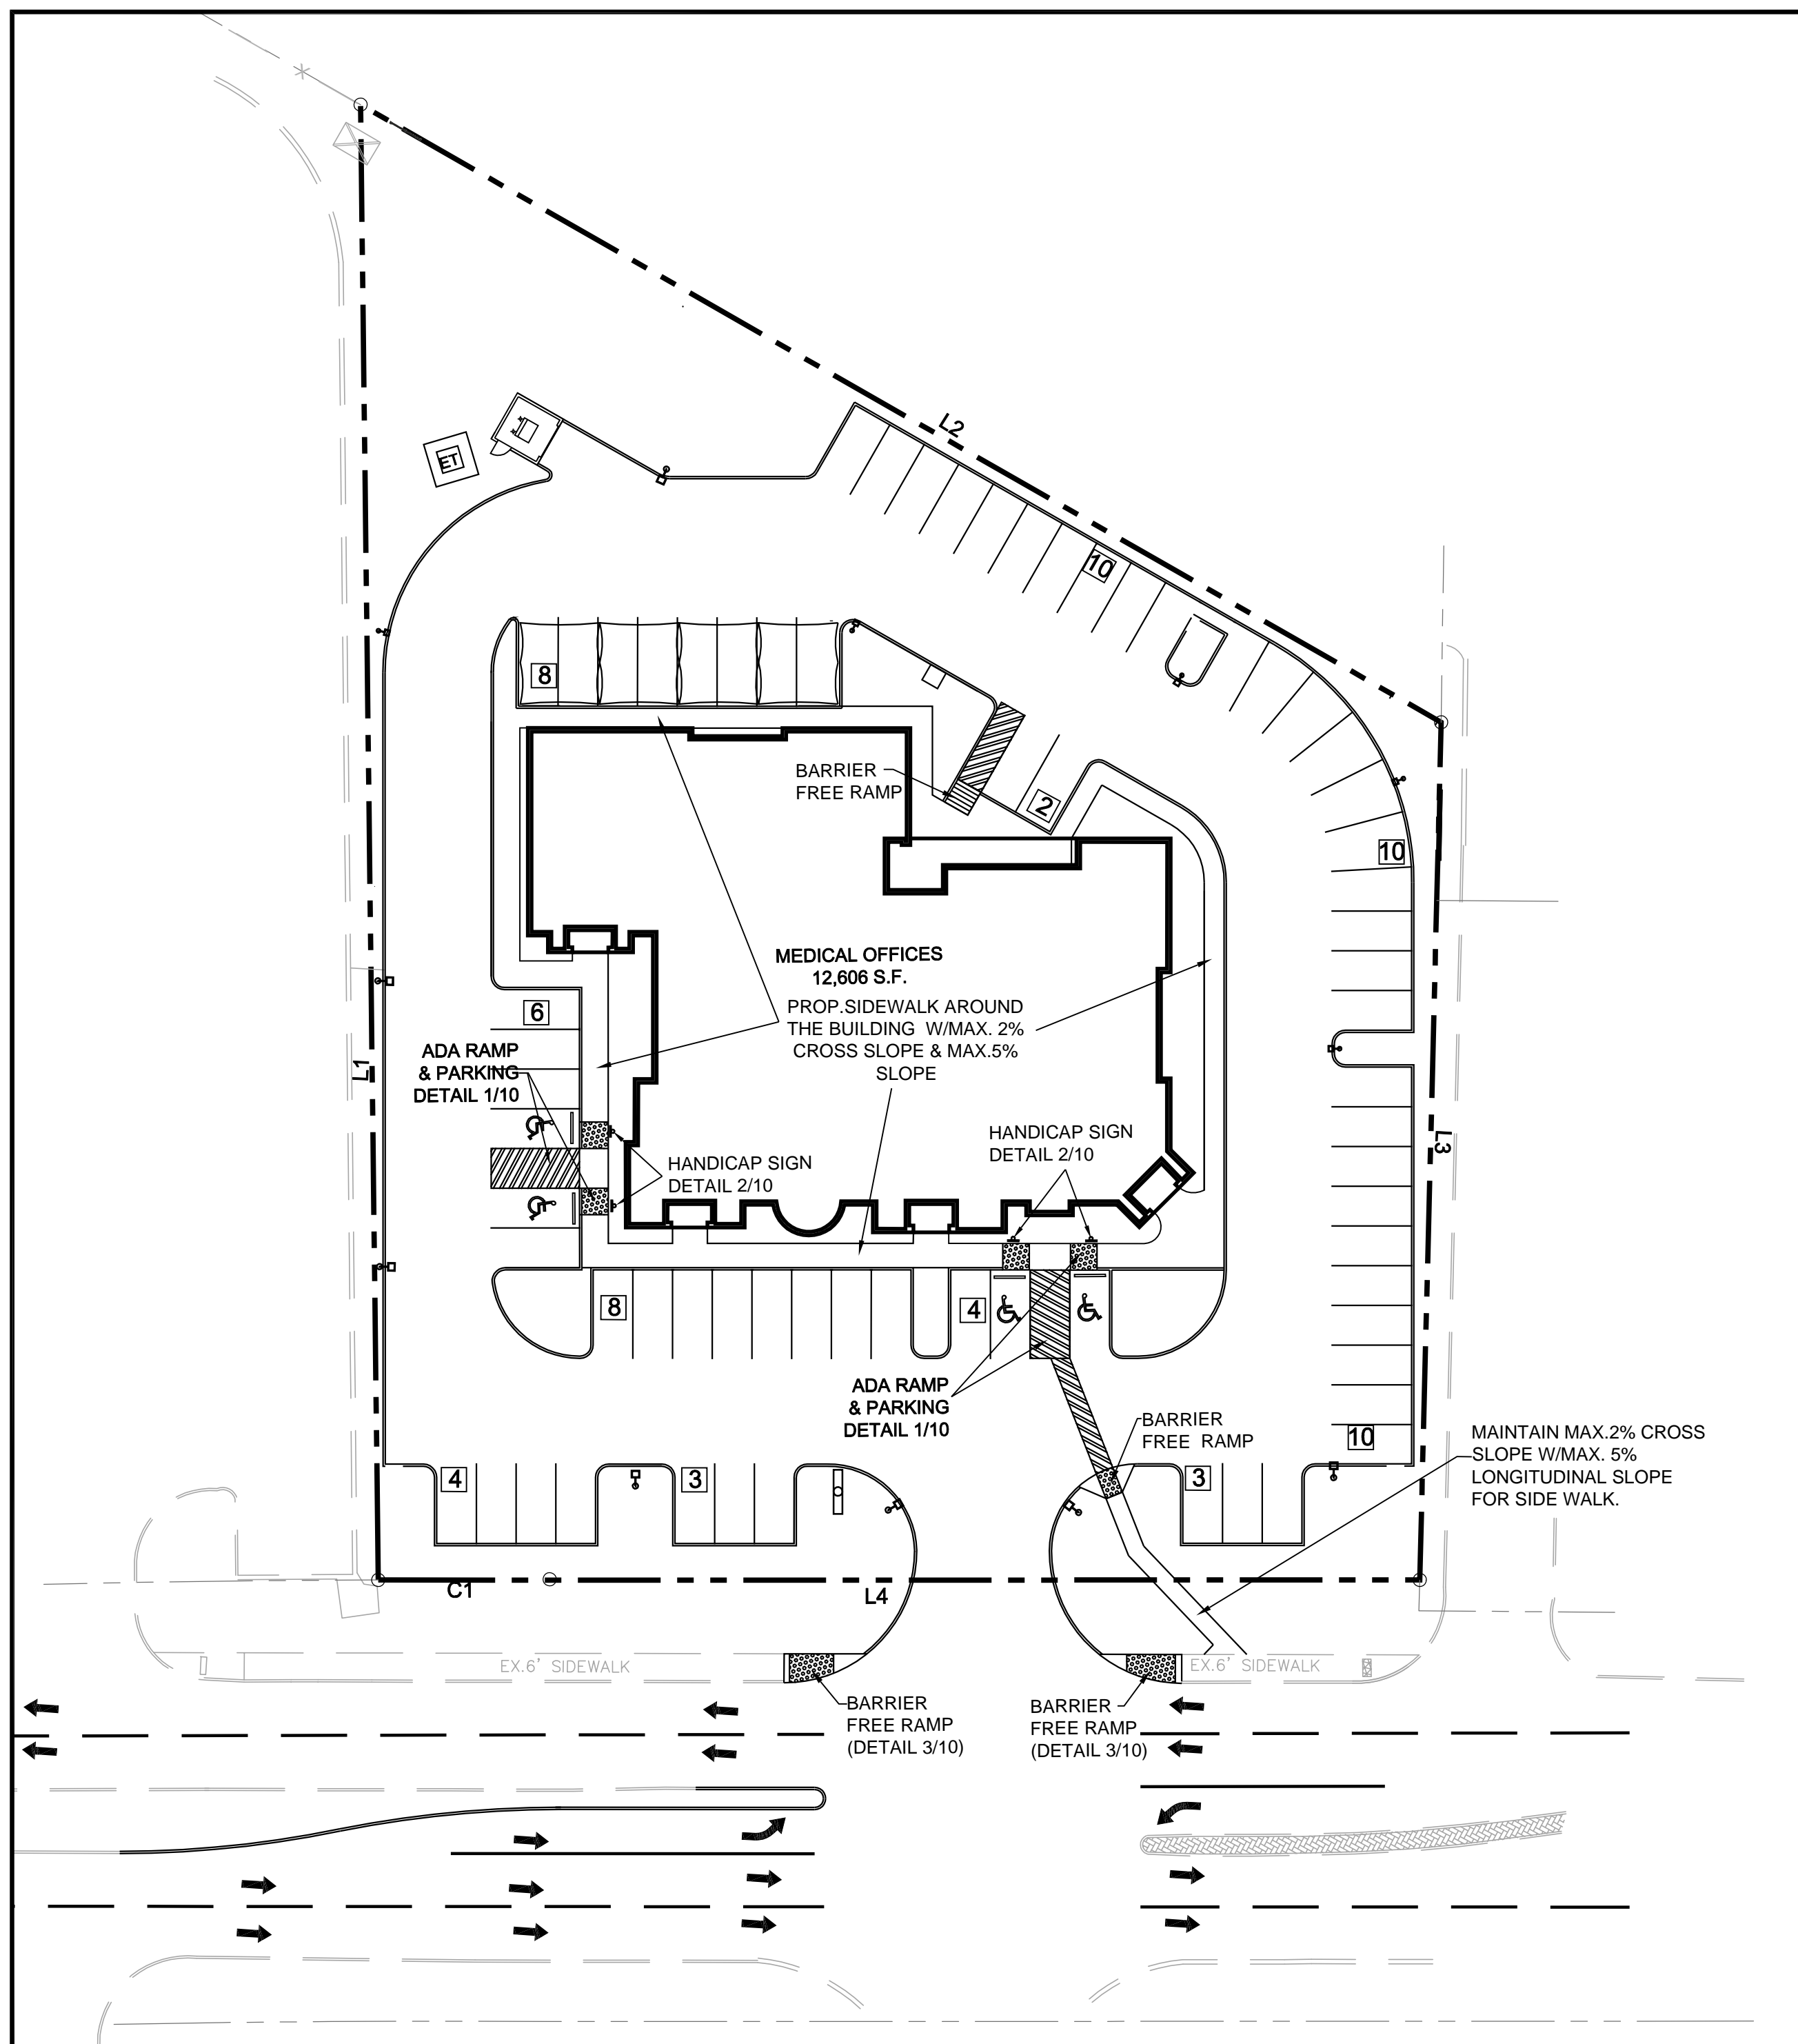 L2
ET
10
8
BARRIER
FREE RAMP
2
10
MEDICAL OFFICES
12,606 S.F.
PROP.SIDEWALK AROUND
THE BUILDING W/MAX. 2%
CROSS SLOPE & MAX.5%
SLOPE
6
ADA RAMP
& PARKING
DETAIL 1/10
L1
HANDICAP SIGN
DETAIL 2/10
HANDICAP SIGN
DETAIL 2/10
L3
8
4
ADA RAMP
& PARKING
DETAIL 1/10
BARRIER
FREE RAMP
10
MAINTAIN MAX.2% CROSS
SLOPE W/MAX. 5%
LONGITUDINAL SLOPE
FOR SIDE WALK.
4
3
3
C1
L4
EX.6' SIDEWALK
EX.6' SIDEWALK
BARRIER
FREE RAMP
(DETAIL 3/10)
BARRIER
FREE RAMP
(DETAIL 3/10)